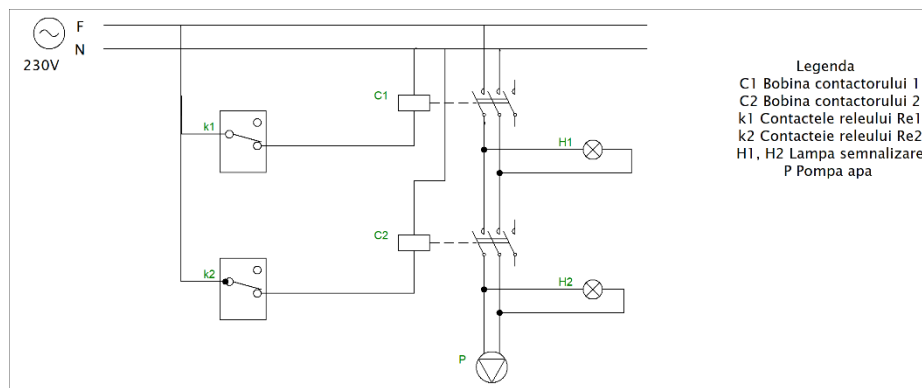 F
N
230V
C1
k1
H1
C2
k2
H2
P
Legenda
C1 Bobina contactorului 1
C2 Bobina contactorului 2
k1 Contactele releului Re1
k2 Contacteie releului Re2
H1, H2 Lampa semnalizare
P Pompa apa